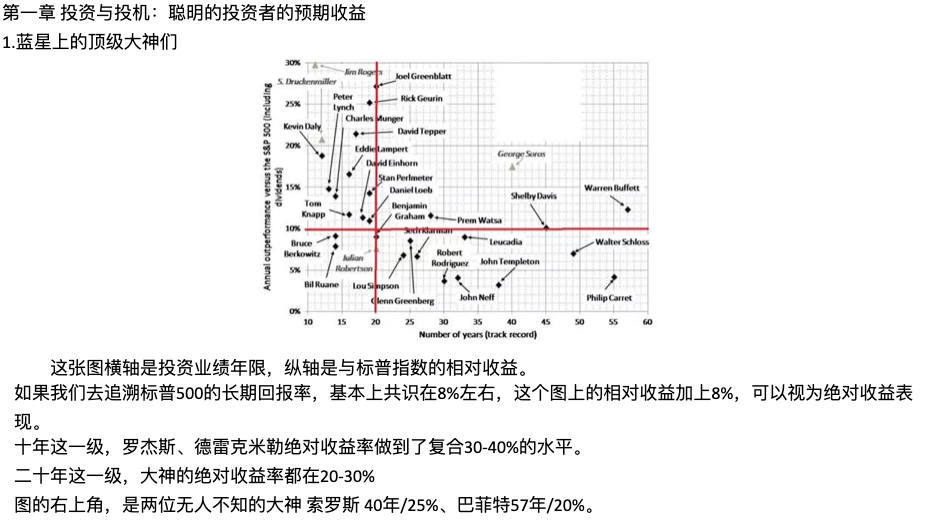 第一章 投资与投机：聪明的投资者的预期收益
1.蓝星上的顶级大神们
30%
Jim Rogers
Joel Greenblatt
S. Druckenmiller
25%
Peter
Lynch
Rick Geurin
Charles Munger
Kevin Daly
David Tepper
20%
Eddie Lampert
George Soros
David Einhorn
Stan Perlmeter
15%
Daniel Loeb
Shelby Davis
Warren Buffett
Tom
Knapp
Benjamin
Graham
Prem Watsa
10%
Seth Klarman
Bruce
Berkowitz
Leucadia
Walter Schloss
Julian
Robertson
Robert
Rodriguez
John Templeton
5%
Bil Ruane
Lou Simpson
Glenn Greenberg
John Neff
Philip Carret
0%
10 15 20 25 30 35 40 45 50 55 60
Number of years (track record)
Annual outperformance versus the S&P 500 (including
dividends)
这张图横轴是投资业绩年限，纵轴是与标普指数的相对收益。
如果我们去追溯标普500的长期回报率，基本上共识在8%左右，这个图上的相对收益加上8%，可以视为绝对收益表
现。
十年这一级，罗杰斯、德雷克米勒绝对收益率做到了复合30-40%的水平。
二十年这一级，大神的绝对收益率都在20-30%
图的右上角，是两位无人不知的大神 索罗斯 40年/25%、巴菲特57年/20%。